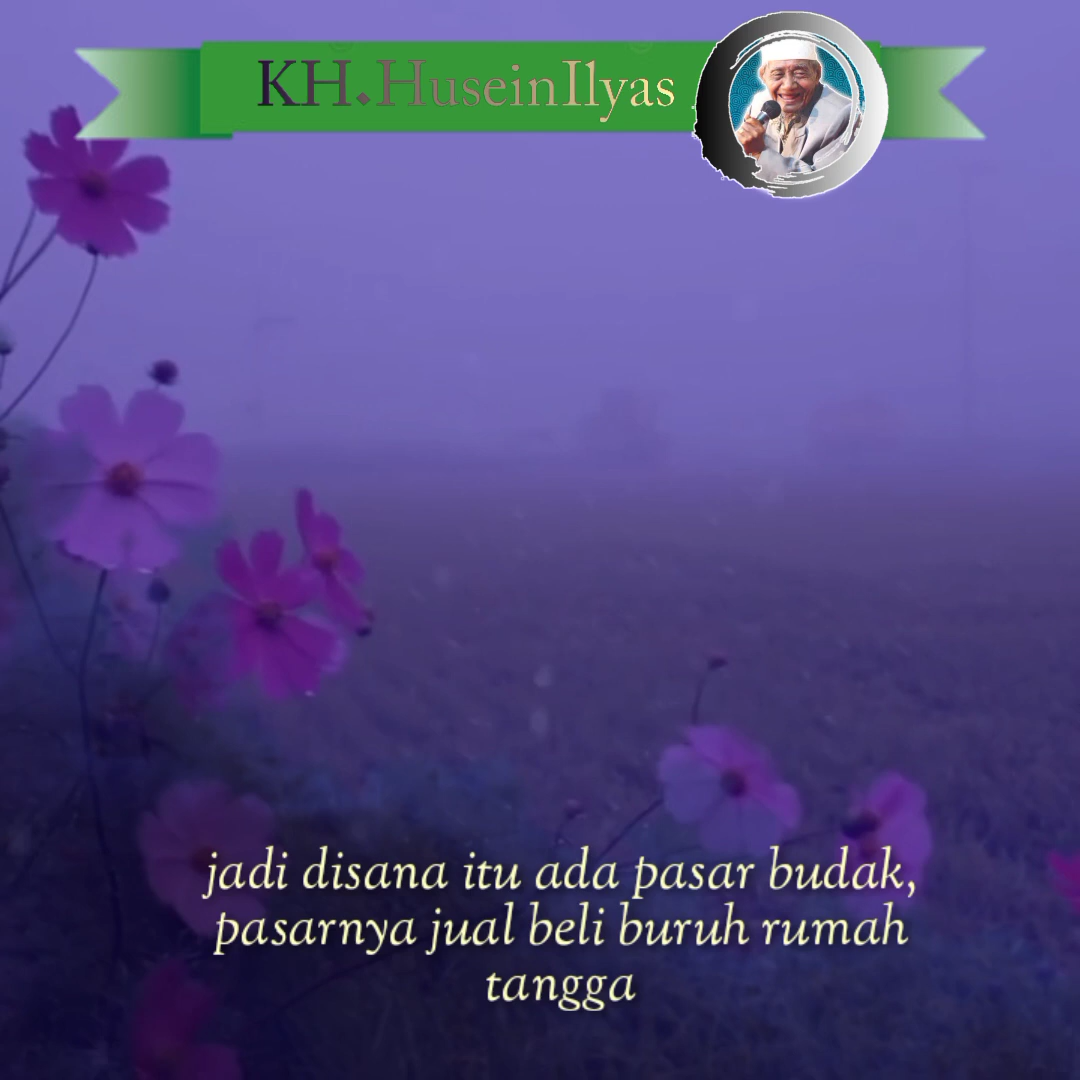 KH.HuseinIlyas
jadi disana itu ada pasar budak,
pasarnya jual beli buruh rumah
tangga